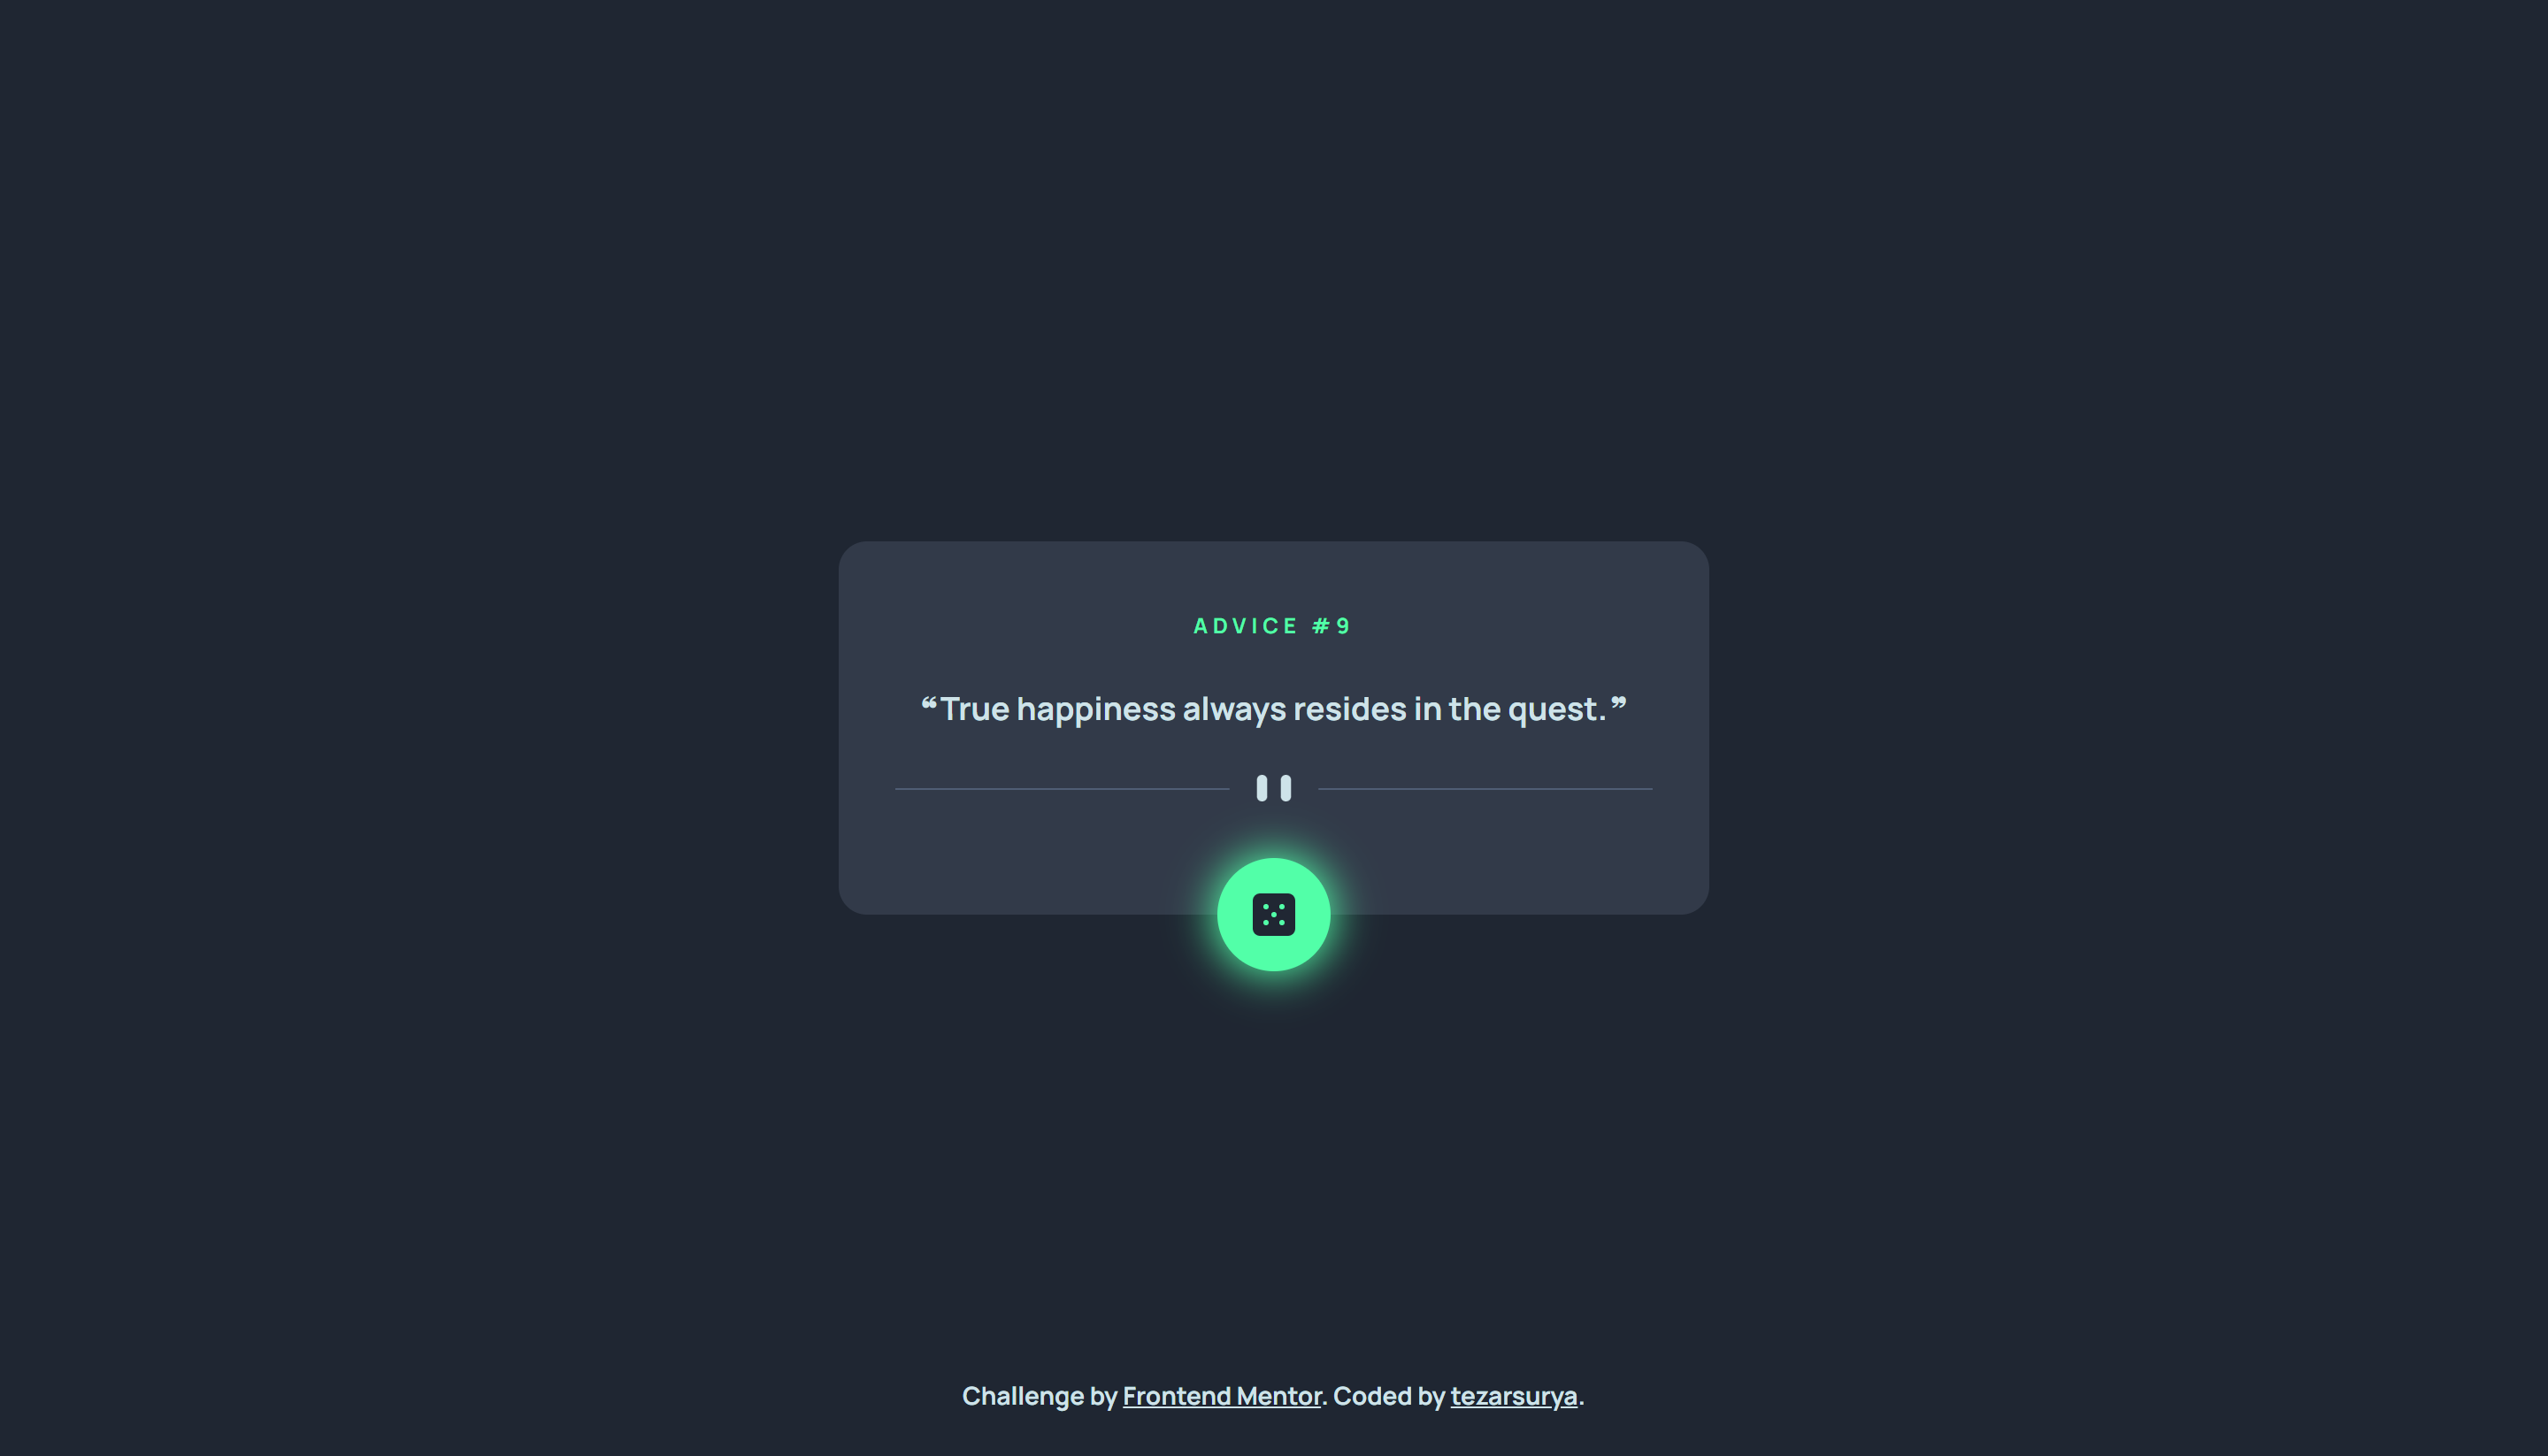 ADVICE #9
❝True happiness always resides in the quest.❞
Challenge by Frontend Mentor. Coded by tezarsurya.